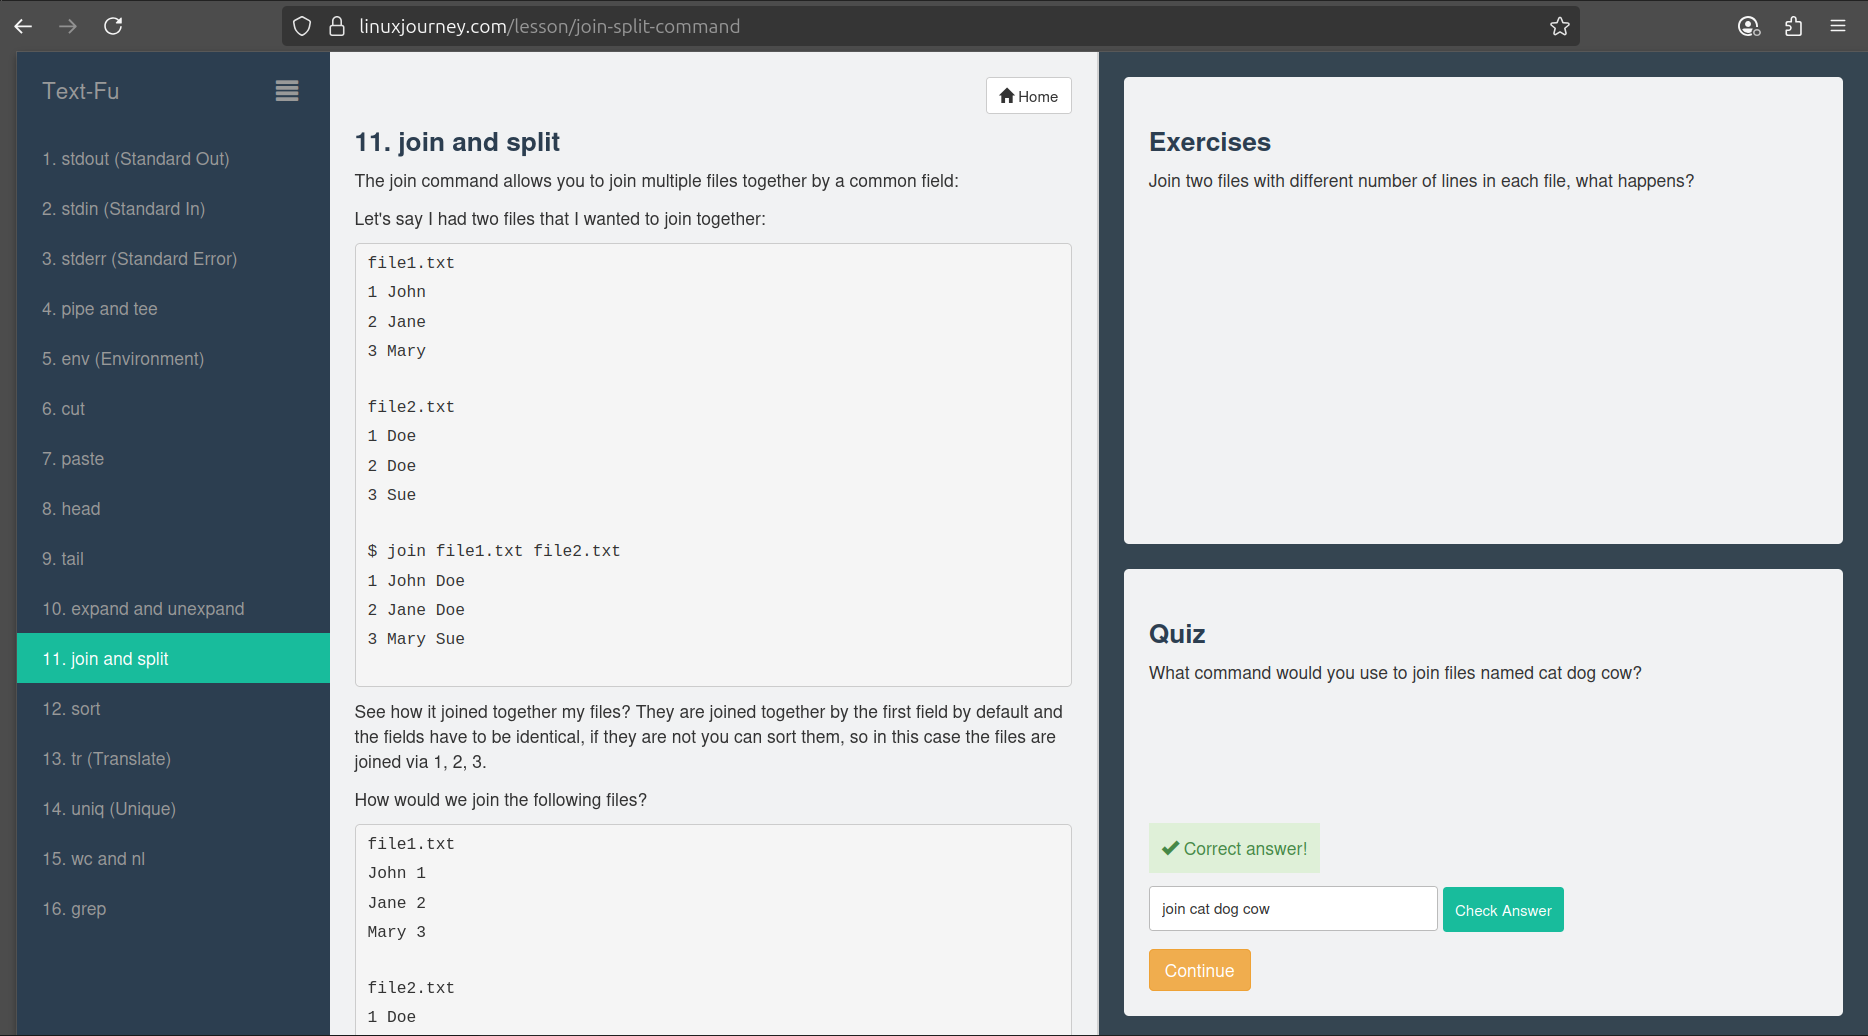 linuxjourney.com/lesson/join-split-command
Text-Fu
1. stdout (Standard Out)
2. stdin (Standard In)
3. stderr (Standard Error)
4. pipe and tee
5. env (Environment)
6. cut
7. paste
8. head
9. tail
10. expand and unexpand
11. join and split
12. sort
13. tr (Translate)
14. uniq (Unique)
15. wc and nl
16. grep
Home
11. join and split
The join command allows you to join multiple files together by a common field:
Let's say I had two files that I wanted to join together:
file1.txt
1 John
2 Jane
3 Mary
file2.txt
1 Doe
2 Doe
3 Sue
$ join file1.txt file2.txt
1 John Doe
2 Jane Doe
3 Mary Sue
See how it joined together my files? They are joined together by the first field by default and
the fields have to be identical, if they are not you can sort them, so in this case the files are
joined via 1, 2, 3.
How would we join the following files?
file1.txt
John 1
Jane 2
Mary 3
file2.txt
1 Doe
Exercises
Join two files with different number of lines in each file, what happens?
Quiz
What command would you use to join files named cat dog cow?
Correct answer!
join cat dog cow
Check Answer
Continue